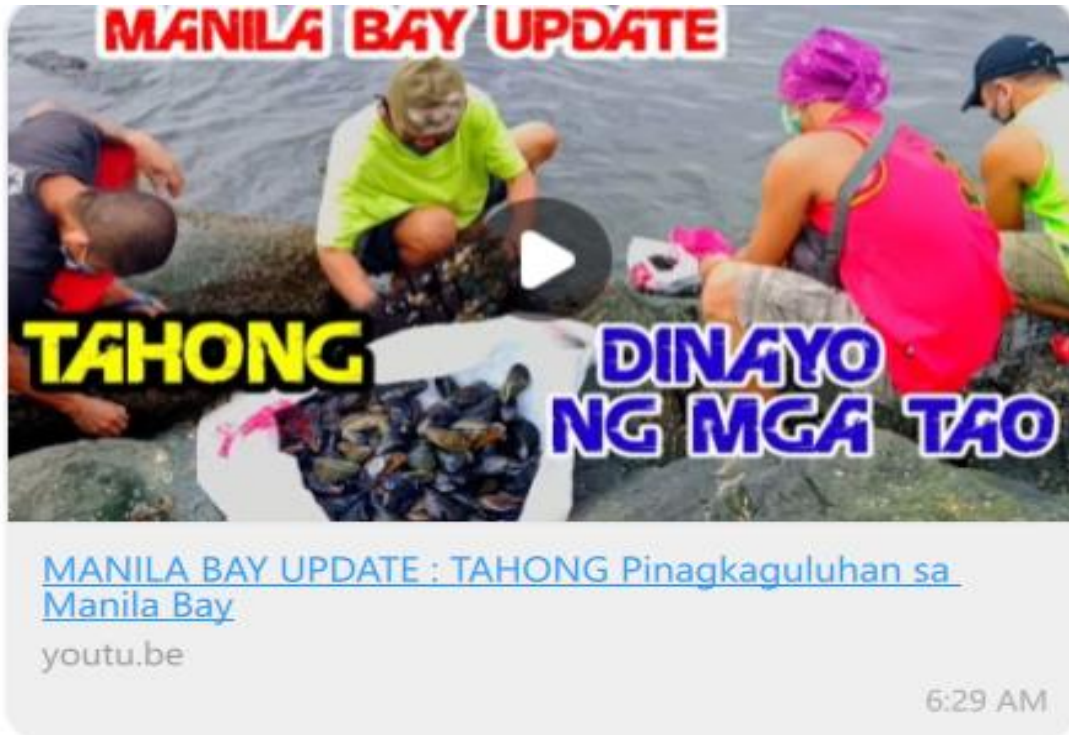 MANILA BAY UPDATE
TAHONG
DINAYO
NG MGA TAO
MANILA BAY UPDATE : TAHONG Pinagkaguluhan sa
Manila Bay
youtu.be
6:29 AM